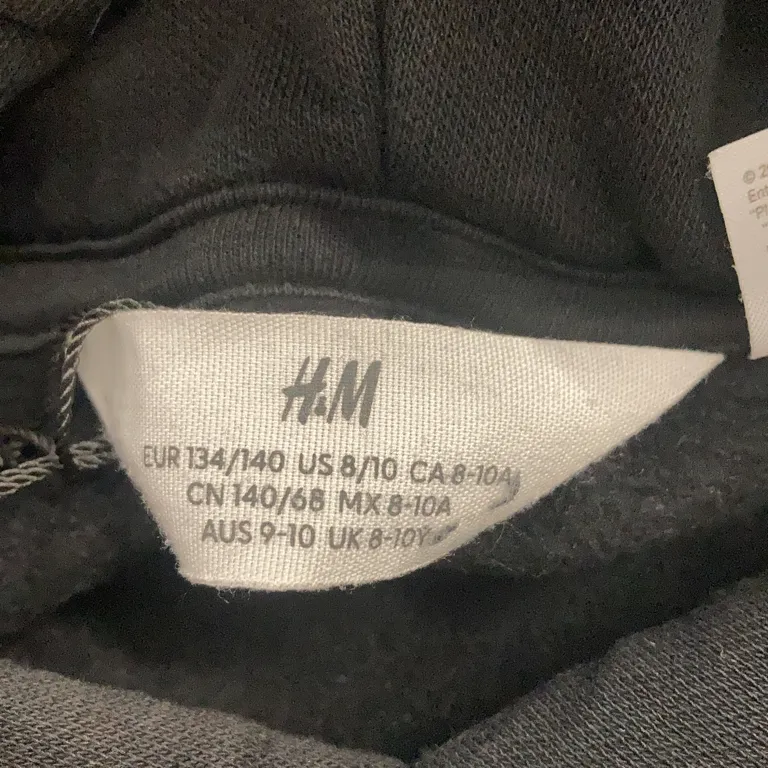 H&M
EUR 134/140 US 8/10 CA 8-10A
CN 140/68 MX 8-10A
AUS 9-10 UK 8-10Y
©
"